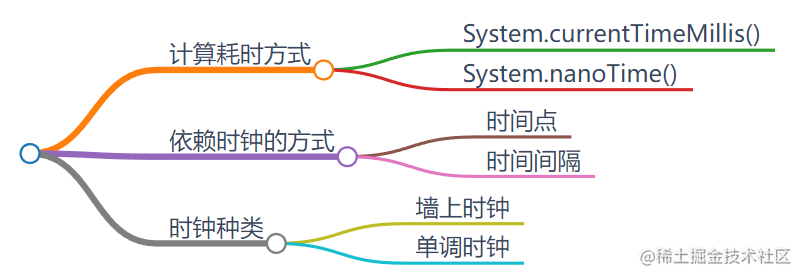 计算耗时方式
System.currentTimeMillis()
System.nanoTime()
依赖时钟的方式
时间点
时间间隔
时钟种类
墙上时钟
单调时钟
@稀土掘金技术社区